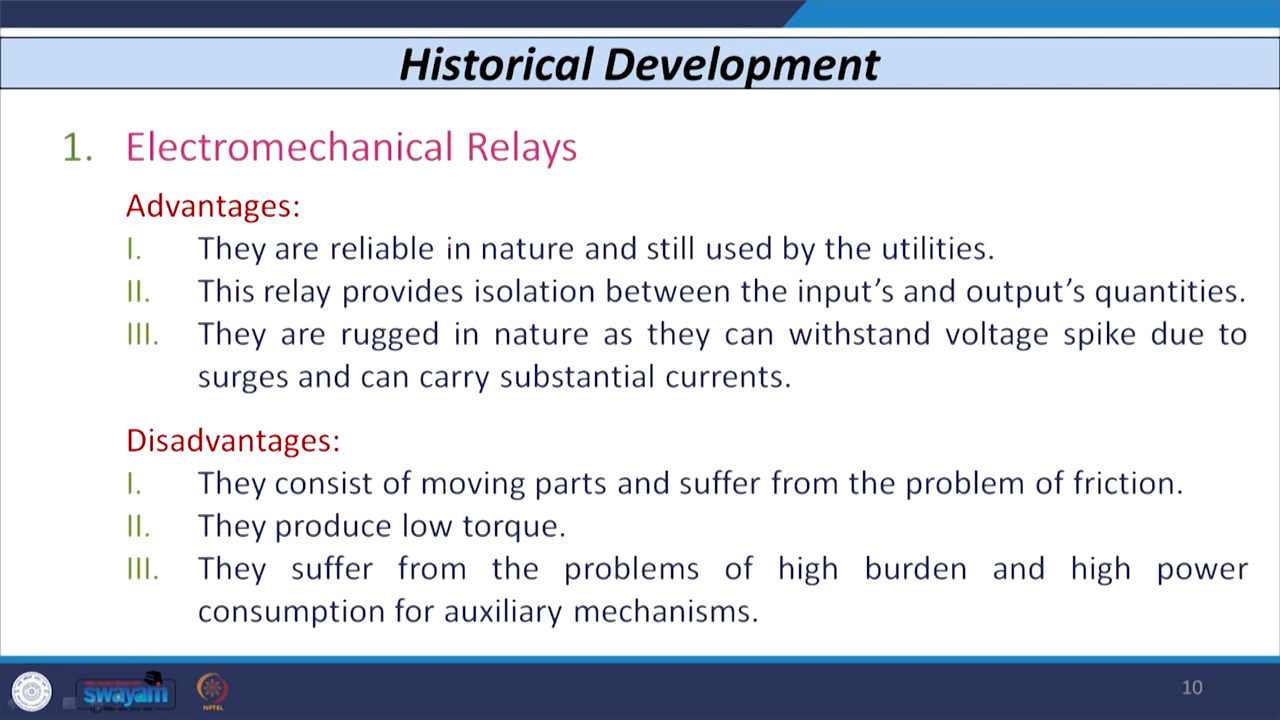 Historical Development
1. Electromechanical Relays
Advantages:
I. They are reliable in nature and still used by the utilities.
II. This relay provides isolation between the input's and output's quantities.
III. They are rugged in nature as they can withstand voltage spike due to
surges and can carry substantial currents.
Disadvantages:
I. They consist of moving parts and suffer from the problem of friction.
II. They produce low torque.
III. They suffer from the problems of high burden and high power
consumption for auxiliary mechanisms.
swayam
NPTEL
10